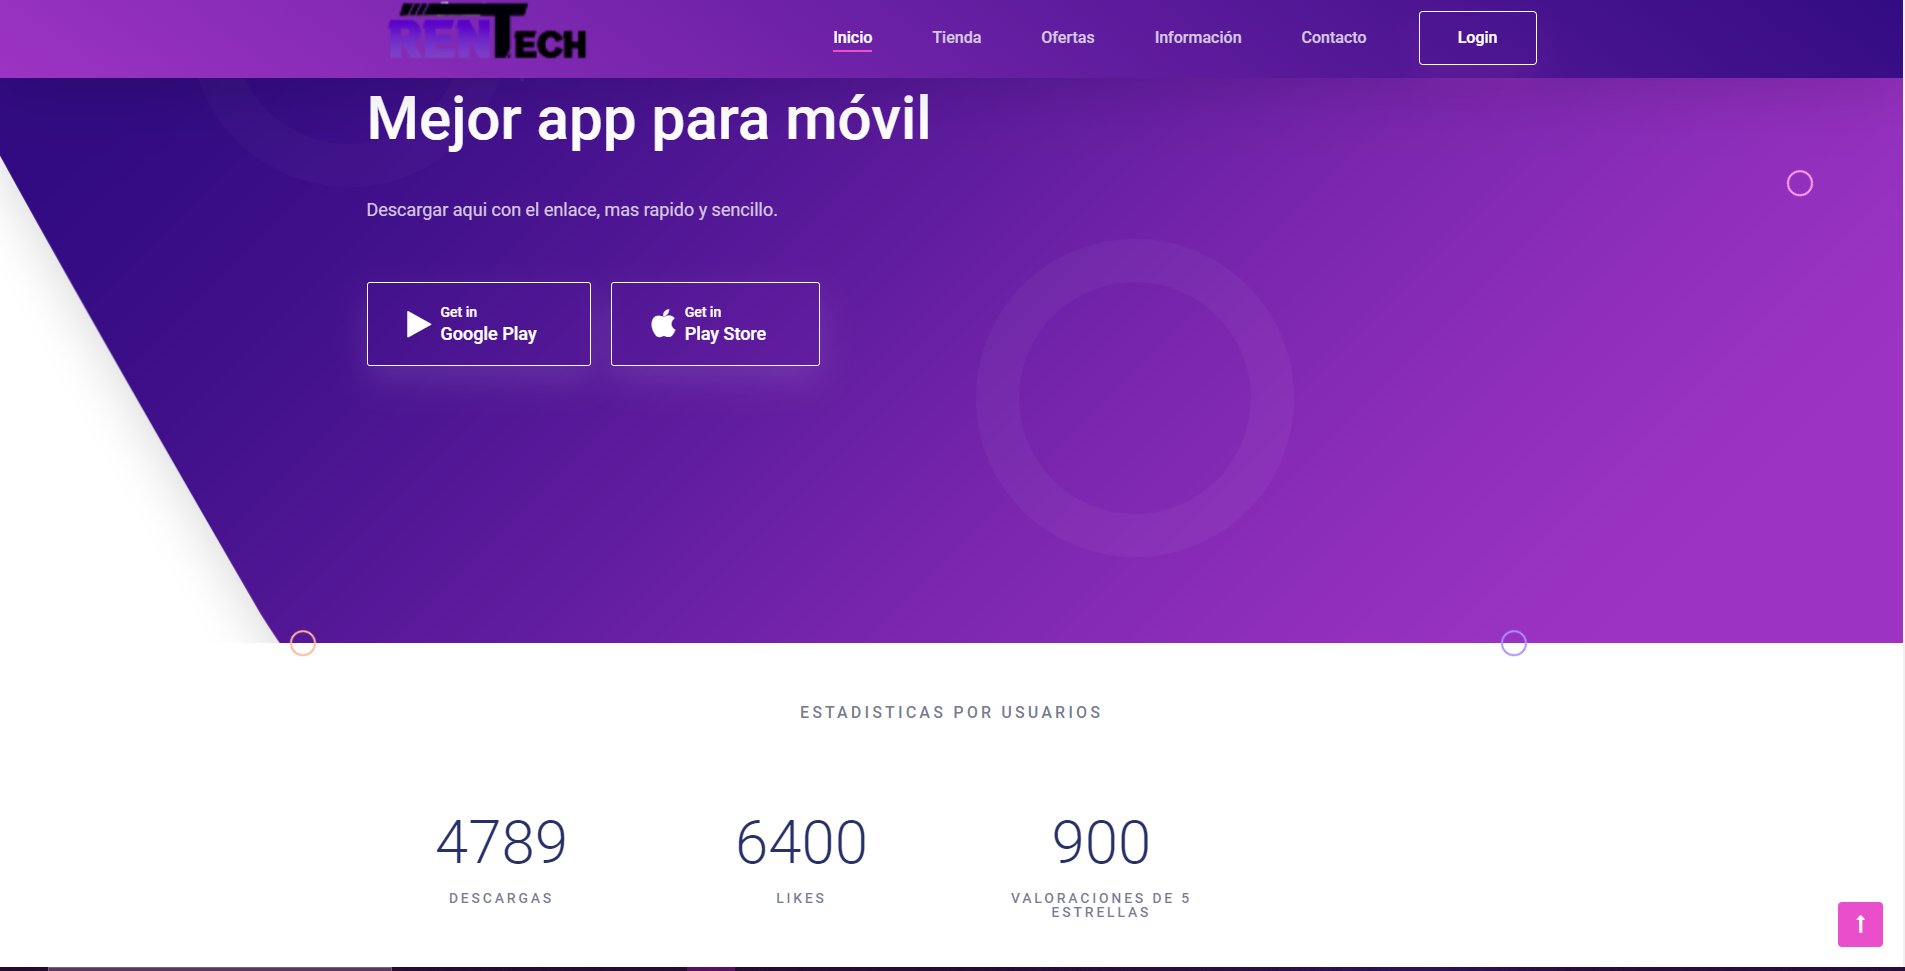 RENTECH
Inicio
Tienda
Ofertas
Información
Contacto
Login
Mejor app para móvil
Descargar aqui con el enlace, mas rapido y sencillo.
Get in
Google Play
Get in
Play Store
ESTADISTICAS POR USUARIOS
4789
DESCARGAS
6400
LIKES
900
VALORACIONES DE 5
ESTRELLAS